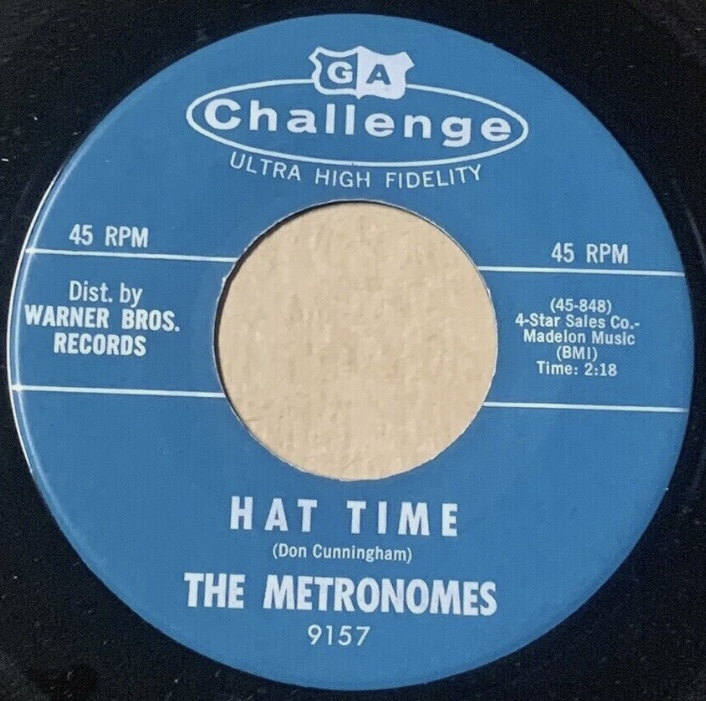 GA
Challenge
ULTRA HIGH FIDELITY
45 RPM
45 RPM
Dist. by
WARNER BROS.
RECORDS
(45-848)
4-Star Sales Co.-
Madelon Music
(BMI)
Time: 2:18
HAT TIME
(Don Cunningham)
THE METRONOMES
9157